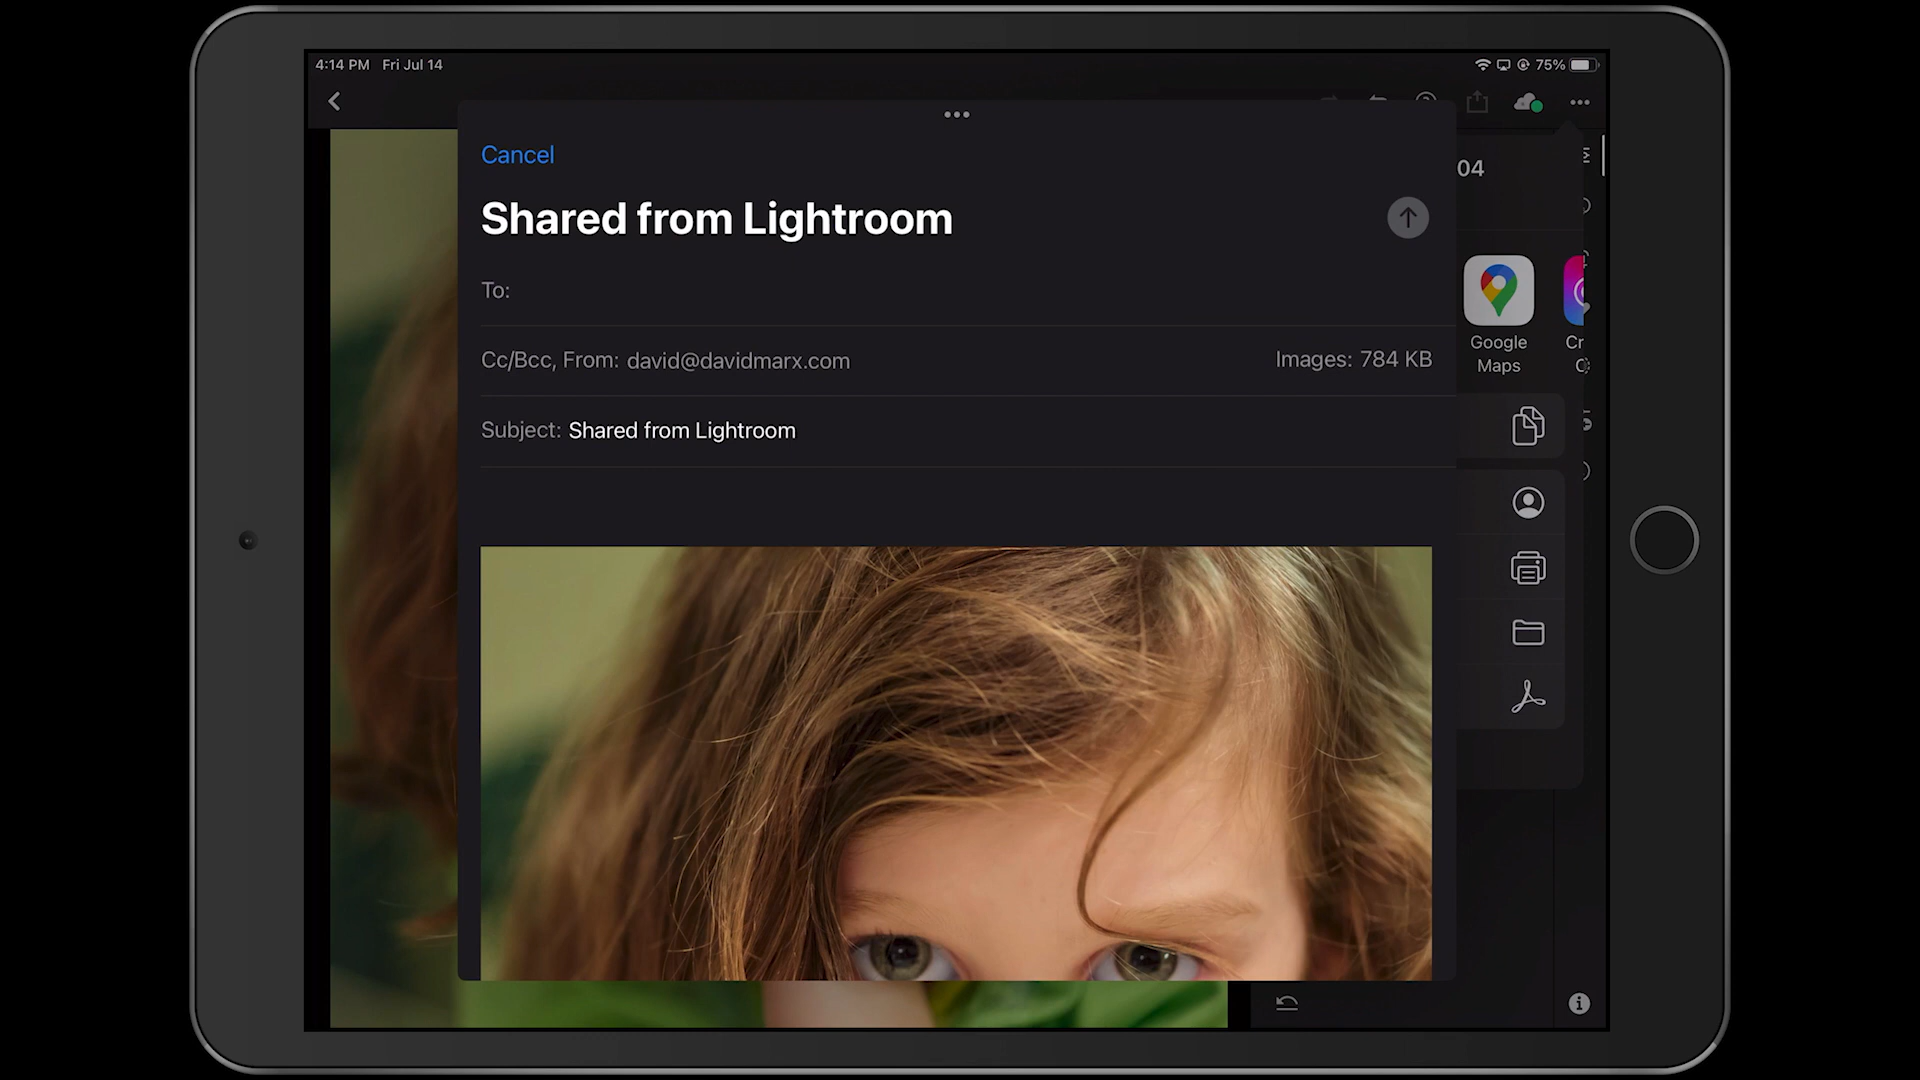 4:14 PM Fri Jul 14
75%
Cancel
04
Shared from Lightroom
To:
Google
Maps
Cr
Cc/Bcc, From: david@davidmarx.com
Images: 784 KB
Subject: Shared from Lightroom